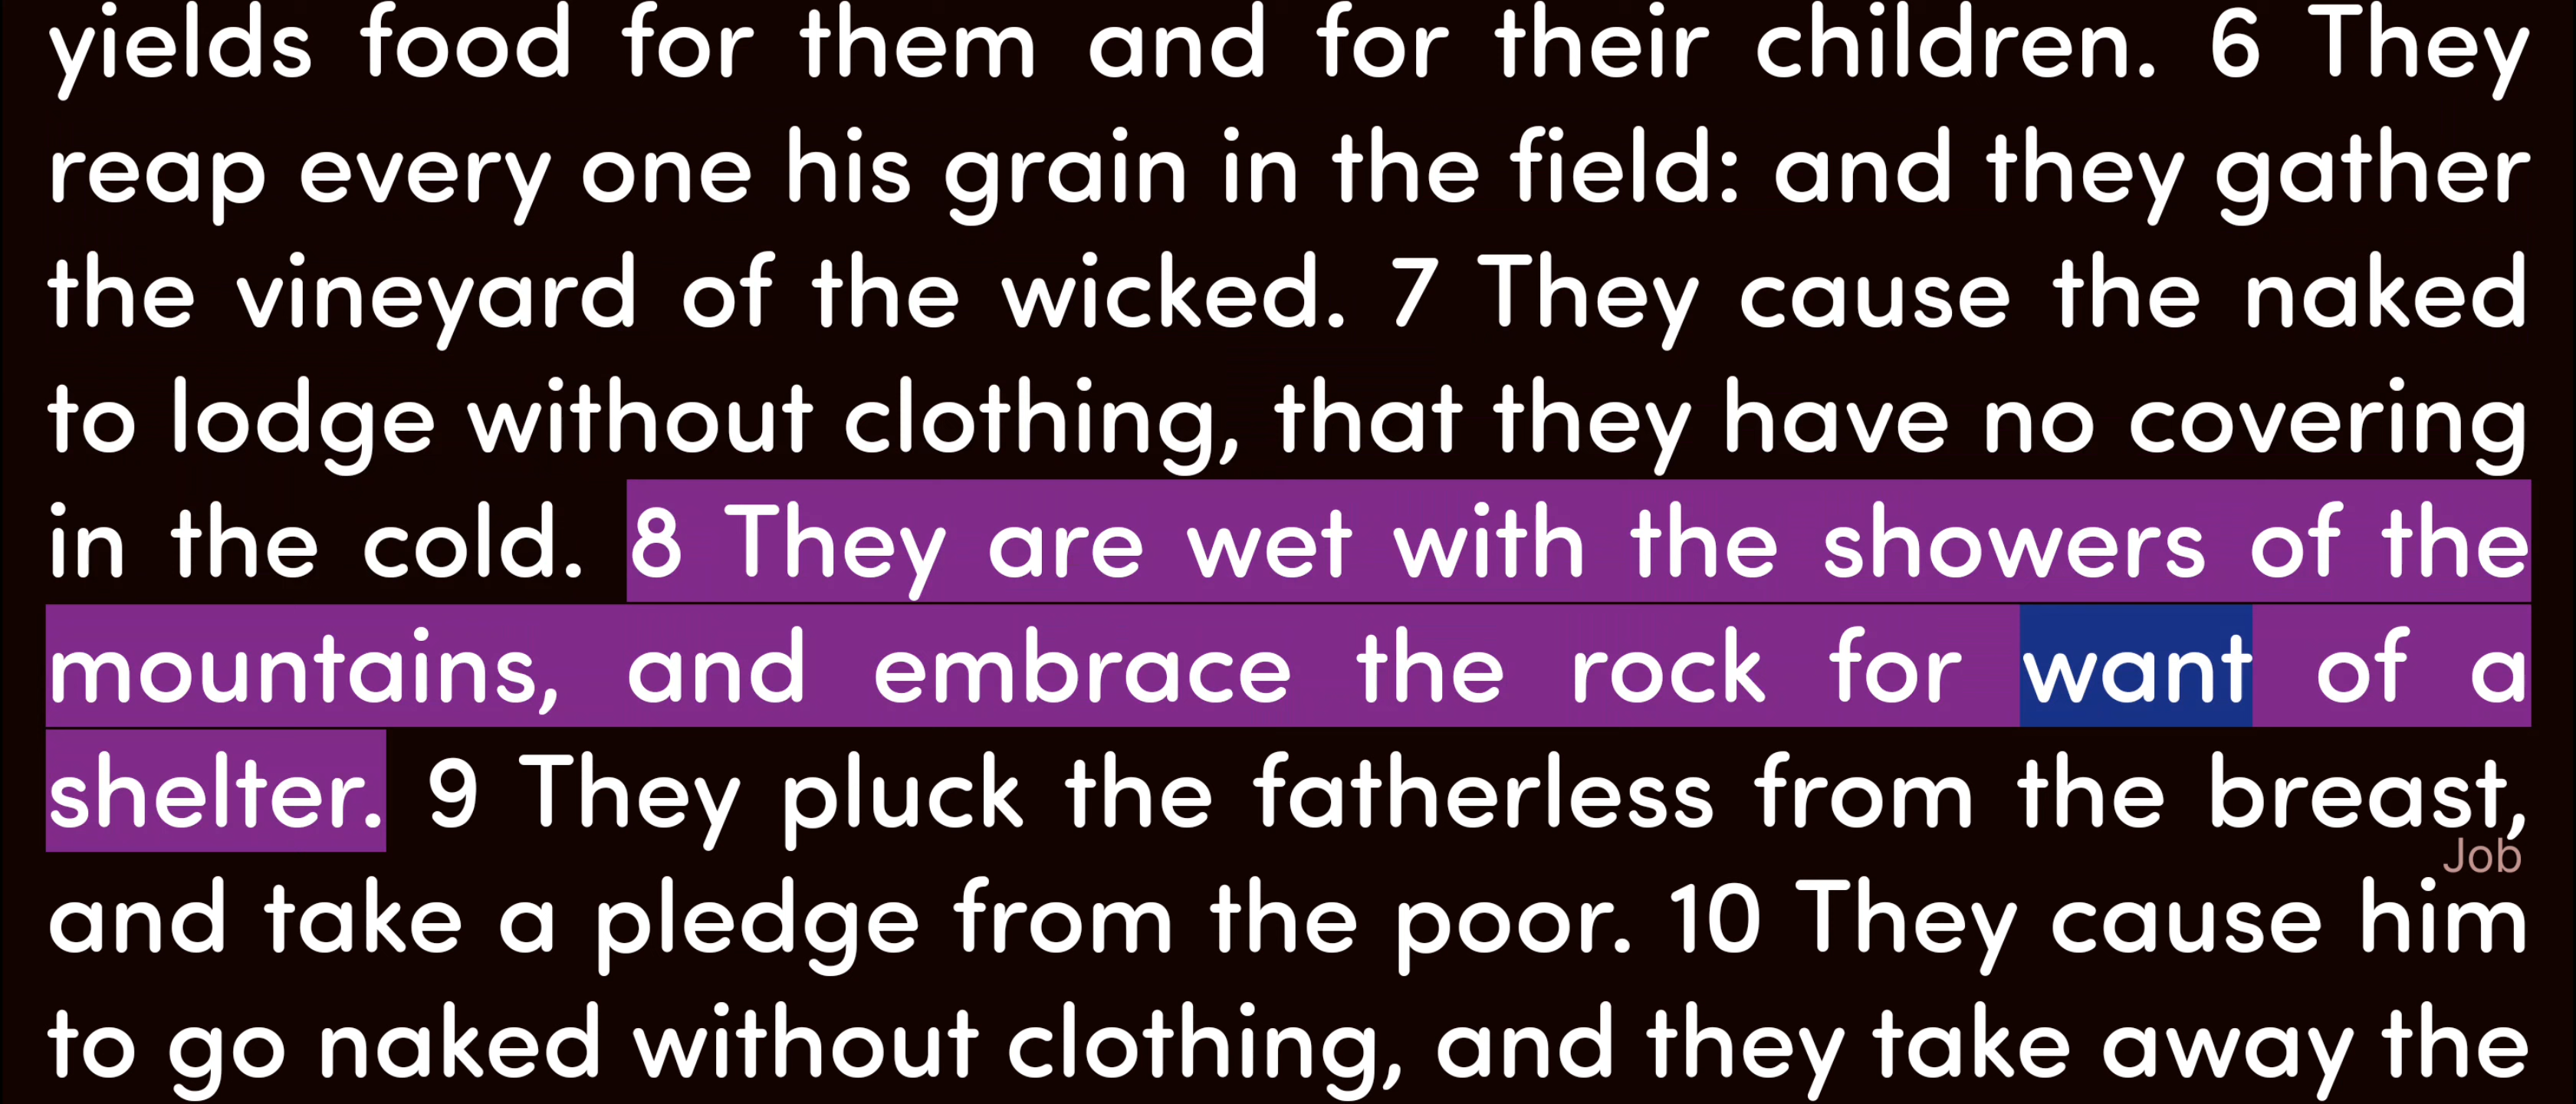 yields food for them and for their children. 6 They
reap every one his grain in the field: and they gather
the vineyard of the wicked. 7 They cause the naked
to lodge without clothing, that they have no covering
in the cold. 8 They are wet with the showers of the
mountains, and embrace the rock for want of a
shelter. 9 They pluck the fatherless from the breast,
Job
and take a pledge from the poor. 10 They cause him
to go naked without clothing, and they take away the